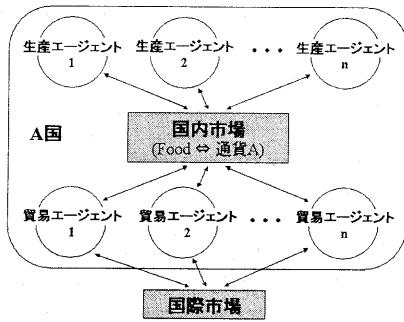 生産エージェント 生産エージェント 生産エージェント
1 2 ・・・ n
A国
国内市場
(Food ⇔ 通貨A)
貿易エージェント 貿易エージェント 貿易エージェント
1 2 ・・・ n
国際市場